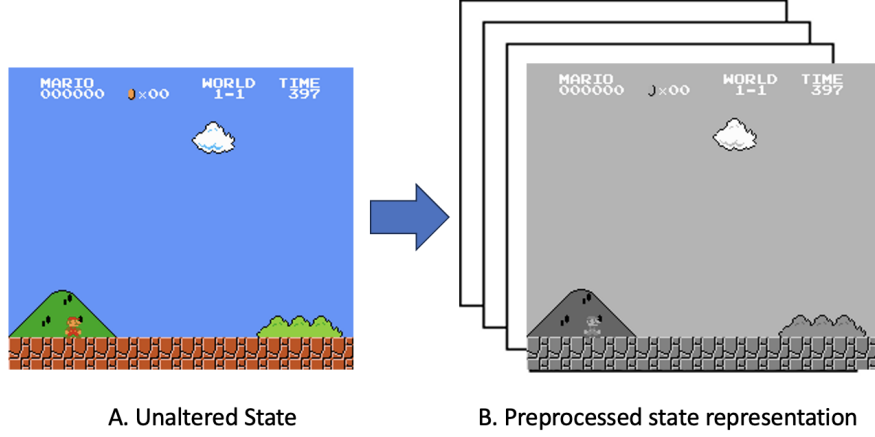 MARIO WORLD TIME
000000 ×00 1-1 397
MARIO WORLD TIME
000000 ×00 1-1 397
A. Unaltered State
B. Preprocessed state representation